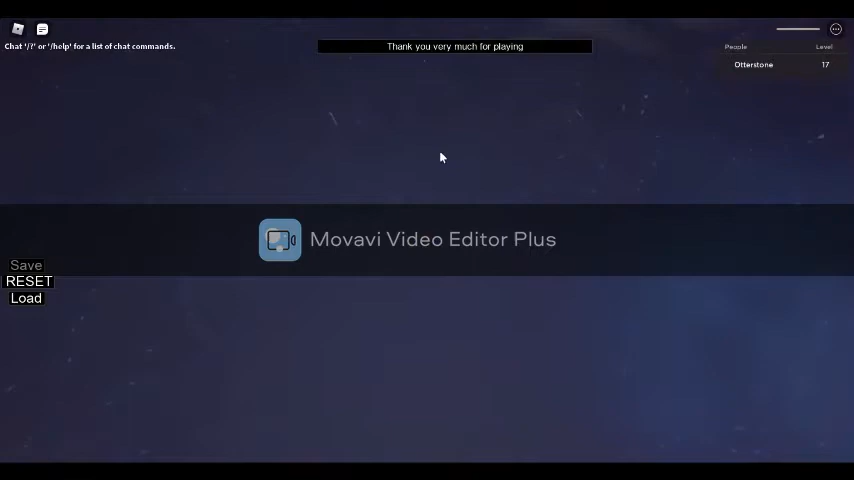 Chat '/?' or '/help' for a list of chat commands.
Thank you very much for playing
People Level
Otterstone 17
Movavi Video Editor Plus
Save
RESET
Load